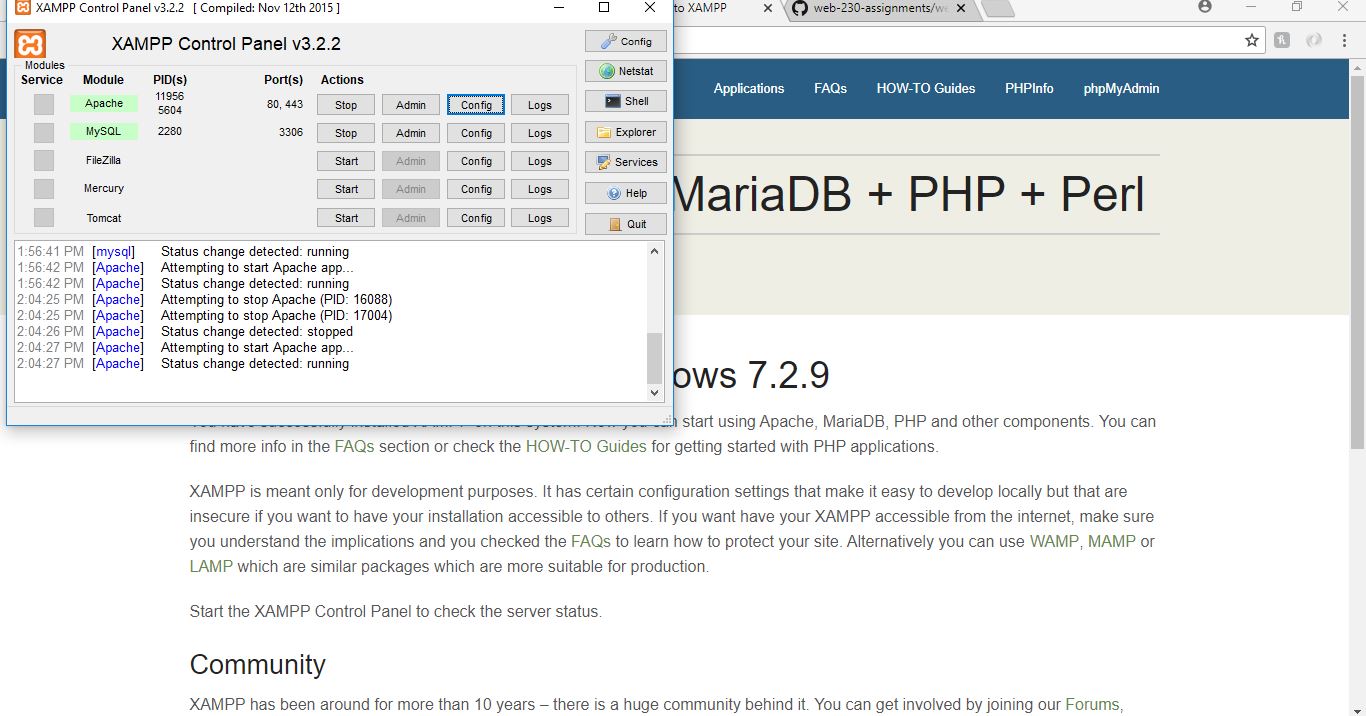 XAMPP Control Panel v3.2.2 [ Compiled: Nov 12th 2015 ]
to XAMPP
web-230-assignments/we
XAMPP Control Panel v3.2.2
Config
Modules
Service Module PID(s) Port(s) Actions
Netstat
Apache 11956 5604 80, 443 Stop Admin Config Logs
Shell
MySQL 2280 3306 Stop Admin Config Logs
Explorer
FileZilla Start Admin Config Logs
Services
Mercury Start Admin Config Logs
Help
Tomcat Start Admin Config Logs
Quit
1:56:41 PM [mysql] Status change detected: running
1:56:42 PM [Apache] Attempting to start Apache app...
1:56:42 PM [Apache] Status change detected: running
2:04:25 PM [Apache] Attempting to stop Apache (PID: 16088)
2:04:25 PM [Apache] Attempting to stop Apache (PID: 17004)
2:04:26 PM [Apache] Status change detected: stopped
2:04:27 PM [Apache] Attempting to start Apache app...
2:04:27 PM [Apache] Status change detected: running
Applications FAQs HOW-TO Guides PHPInfo phpMyAdmin
MariaDB + PHP + Perl
ows 7.2.9
You have successfully installed XAMPP on this system! Now you can start using Apache, MariaDB, PHP and other components. You can
find more info in the FAQs section or check the HOW-TO Guides for getting started with PHP applications.
XAMPP is meant only for development purposes. It has certain configuration settings that make it easy to develop locally but that are
insecure if you want to have your installation accessible to others. If you want have your XAMPP accessible from the internet, make sure
you understand the implications and you checked the FAQs to learn how to protect your site. Alternatively you can use WAMP, MAMP or
LAMP which are similar packages which are more suitable for production.
Start the XAMPP Control Panel to check the server status.
Community
XAMPP has been around for more than 10 years – there is a huge community behind it. You can get involved by joining our Forums,